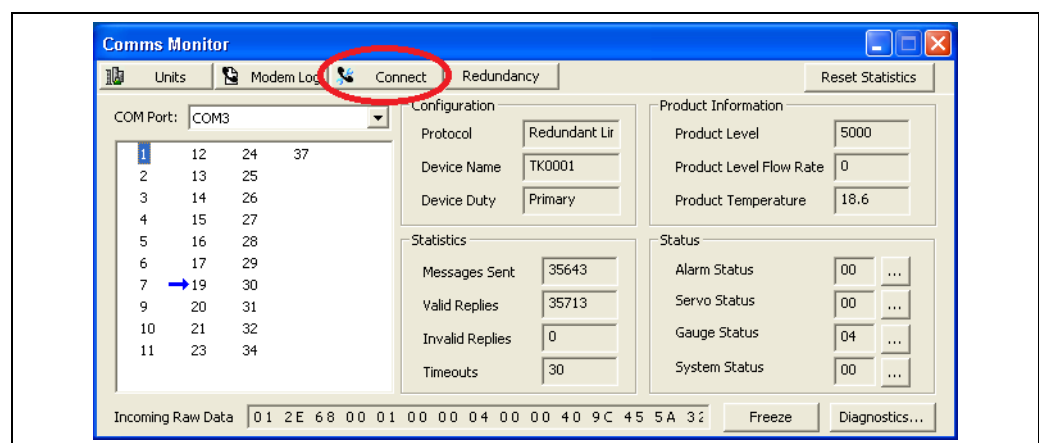 Comms Monitor
Units Modem Log Connect Redundancy Reset Statistics
COM Port: COM3
1 12 24 37
2 13 25
3 14 26
4 15 27
5 16 28
6 17 29
7 19 30
9 20 31
10 21 32
11 23 34
Configuration
Protocol Redundant Lir
Device Name TK0001
Device Duty Primary
Product Information
Product Level 5000
Product Level Flow Rate 0
Product Temperature 18.6
Statistics
Messages Sent 35643
Valid Replies 35713
Invalid Replies 0
Timeouts 30
Status
Alarm Status 00 ...
Servo Status 00 ...
Gauge Status 04 ...
System Status 00 ...
Incoming Raw Data 01 2E 68 00 01 00 00 04 00 00 40 9C 45 5A 32 Freeze Diagnostics...